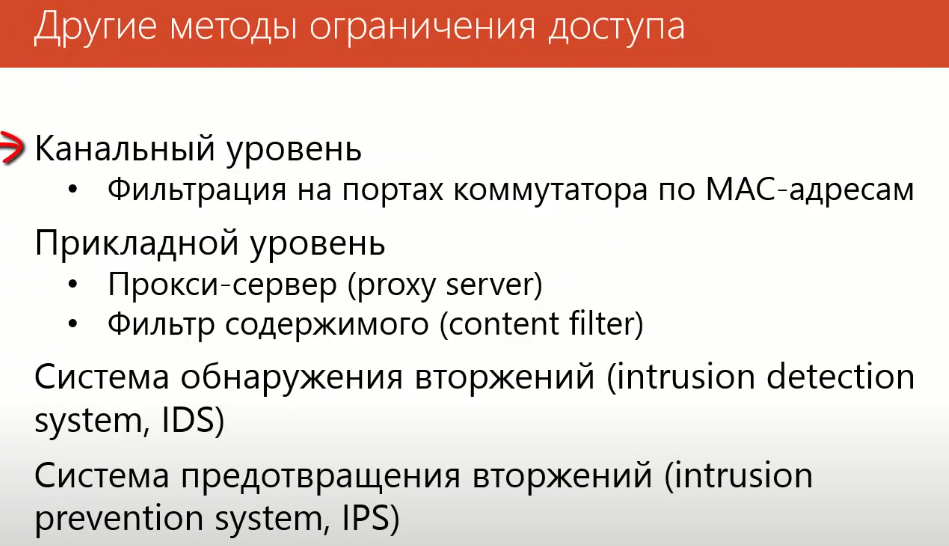 Другие методы ограничения доступа
Канальный уровень
• Фильтрация на портах коммутатора по MAC-адресам
Прикладной уровень
• Прокси-сервер (proxy server)
• Фильтр содержимого (content filter)
Система обнаружения вторжений (intrusion detection
system, IDS)
Система предотвращения вторжений (intrusion
prevention system, IPS)